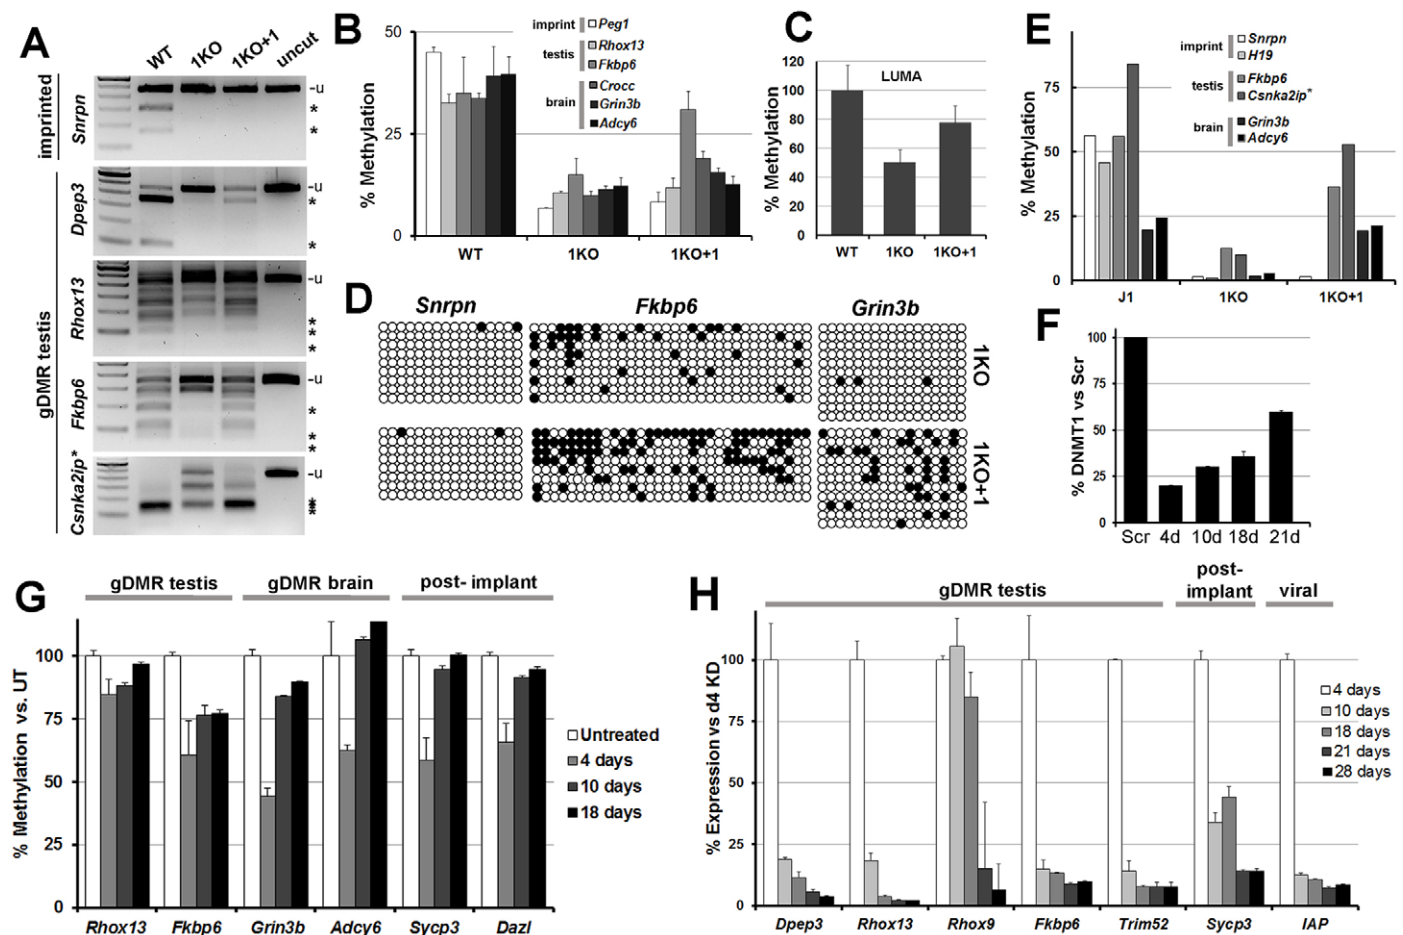 A
WT
1KO
1KO+1
uncut
imprinted
Snrpn
-u
*
*
gDMR testis
Dpep3
-u
*
*
Rhox13
-u
*
*
*
Fkbp6
-u
*
*
*
Csnka2ip*
-u
*
*
*
B
% Methylation
50
25
0
imprint
Peg1
testis
Rhox13
Fkbp6
brain
Crocc
Grin3b
Adcy6
WT
1KO
1KO+1
C
LUMA
% Methylation
120
100
80
60
40
20
0
WT
1KO
1KO+1
D
Snrpn
Fkbp6
Grin3b
1KO
1KO+1
E
% Methylation
75
50
25
0
imprint
Snrpn
H19
testis
Fkbp6
Csnka2ip*
brain
Grin3b
Adcy6
J1
1KO
1KO+1
F
% DNMT1 vs Scr
100
75
50
25
0
Scr
4d
10d
18d
21d
G
gDMR testis
gDMR brain
post- implant
% Methylation vs. UT
100
75
50
25
0
Untreated
4 days
10 days
18 days
Rhox13
Fkbp6
Grin3b
Adcy6
Sycp3
Dazl
H
gDMR testis
post-
implant
viral
% Expression vs d4 KD
100
75
50
25
0
4 days
10 days
18 days
21 days
28 days
Dpep3
Rhox13
Rhox9
Fkbp6
Trim52
Sycp3
IAP